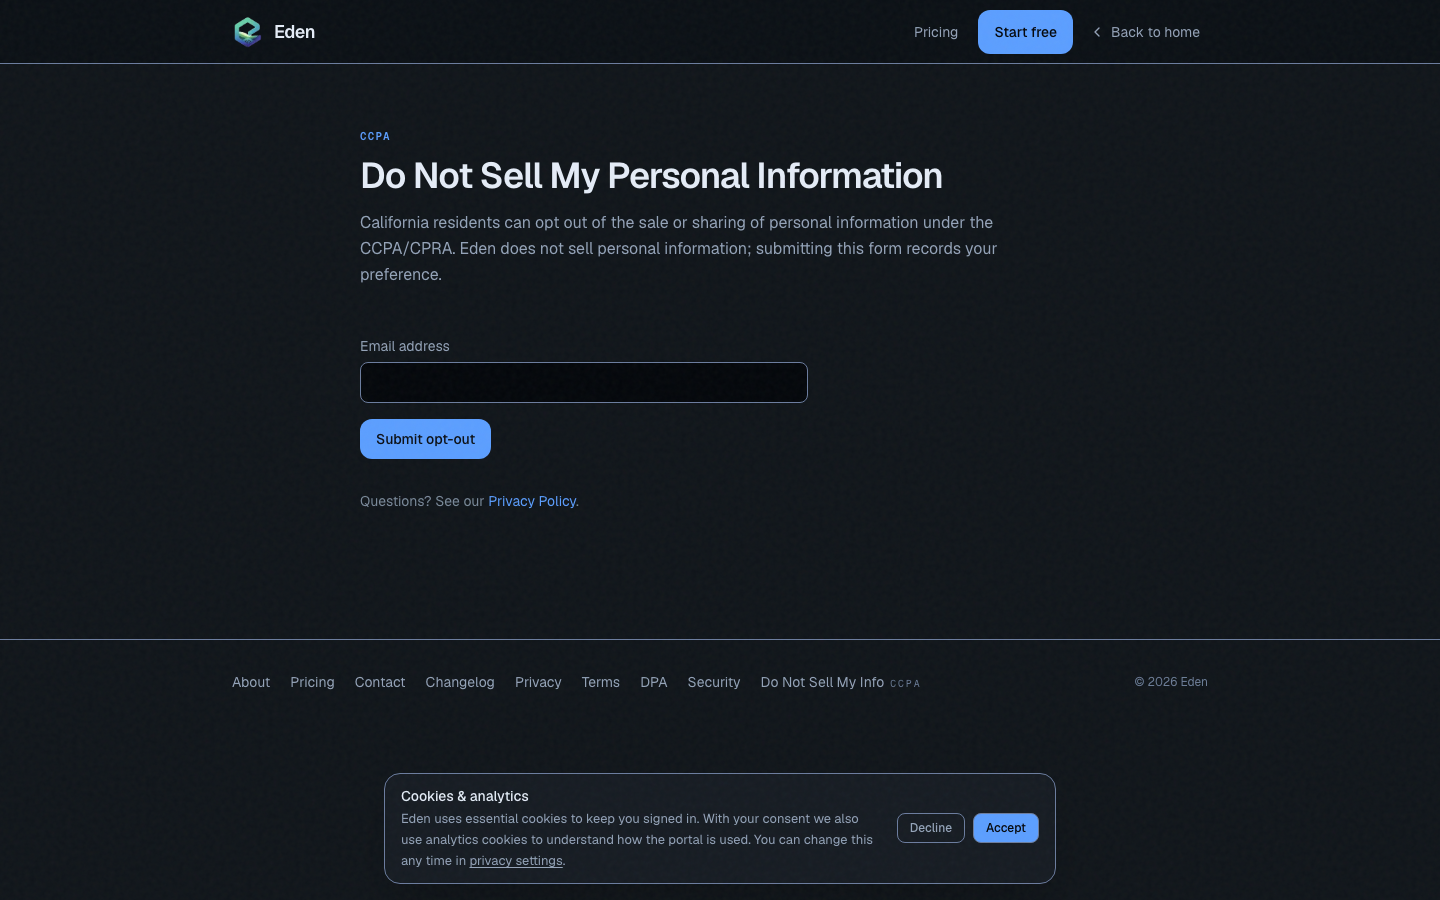 Eden
Pricing
Start free
Back to home
CCPA
Do Not Sell My Personal Information
California residents can opt out of the sale or sharing of personal information under the
CCPA/CPRA. Eden does not sell personal information; submitting this form records your
preference.
Email address
Submit opt-out
Questions? See our Privacy Policy.
About Pricing Contact Changelog Privacy Terms DPA Security Do Not Sell My Info CCPA
© 2026 Eden
Cookies & analytics
Eden uses essential cookies to keep you signed in. With your consent we also
use analytics cookies to understand how the portal is used. You can change this
any time in privacy settings.
Decline
Accept